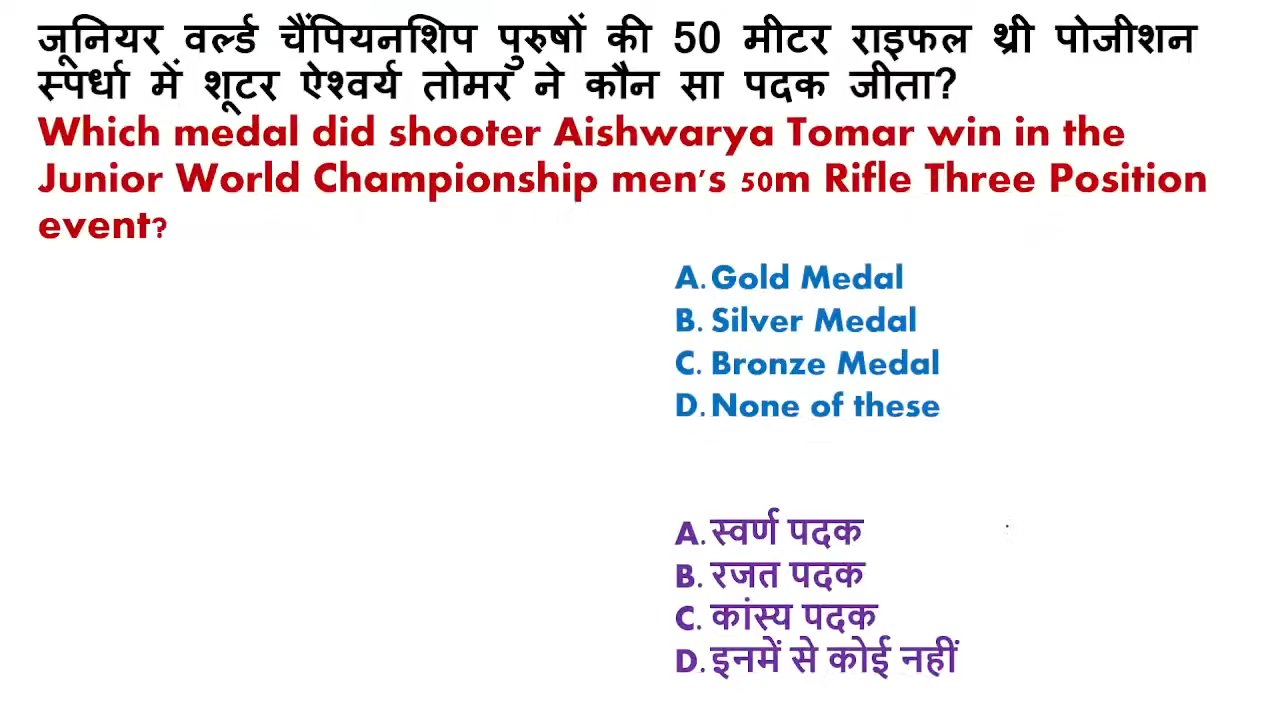 जूनियर वर्ल्ड चैंपियनशिप पुरुषों की 50 मीटर राइफल थ्री पोजीशन
स्पर्धा में शूटर ऐश्वर्य तोमर ने कौन सा पदक जीता?
Which medal did shooter Aishwarya Tomar win in the
Junior World Championship men's 50m Rifle Three Position
event?
A. Gold Medal
B. Silver Medal
C. Bronze Medal
D. None of these
A. स्वर्ण पदक
B. रजत पदक
C. कांस्य पदक
D. इनमें से कोई नहीं